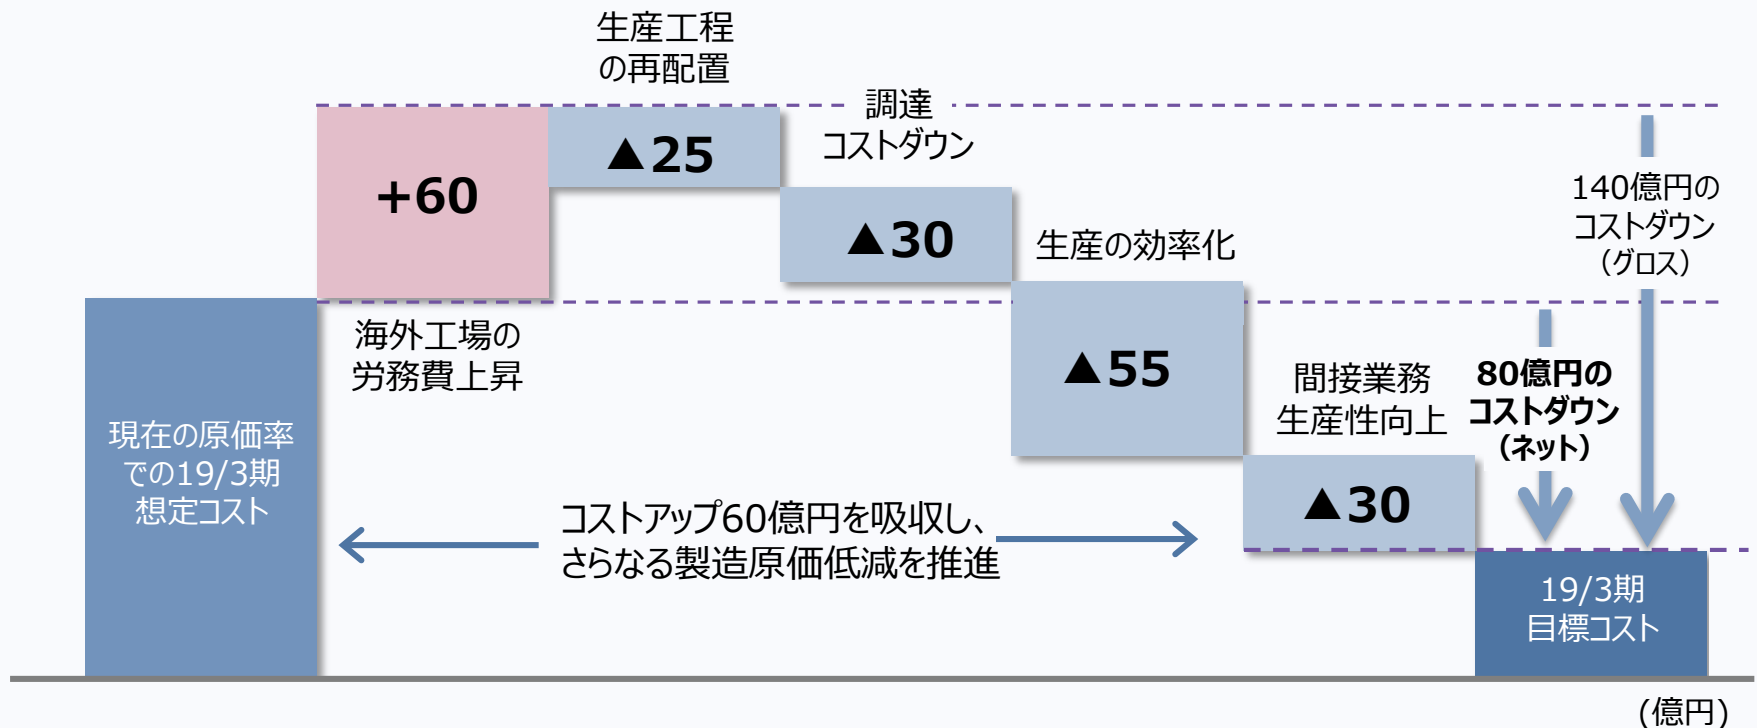 生産工程
の再配置
+60
▲25
調達
コストダウン
▲30
生産の効率化
140億円の
コストダウン
（グロス）
海外工場の
労務費上昇
▲55
間接業務
生産性向上
80億円の
コストダウン
（ネット）
現在の原価率
での19/3期
想定コスト
コストアップ60億円を吸収し、
さらなる製造原価低減を推進
▲30
19/3期
目標コスト
(億円)